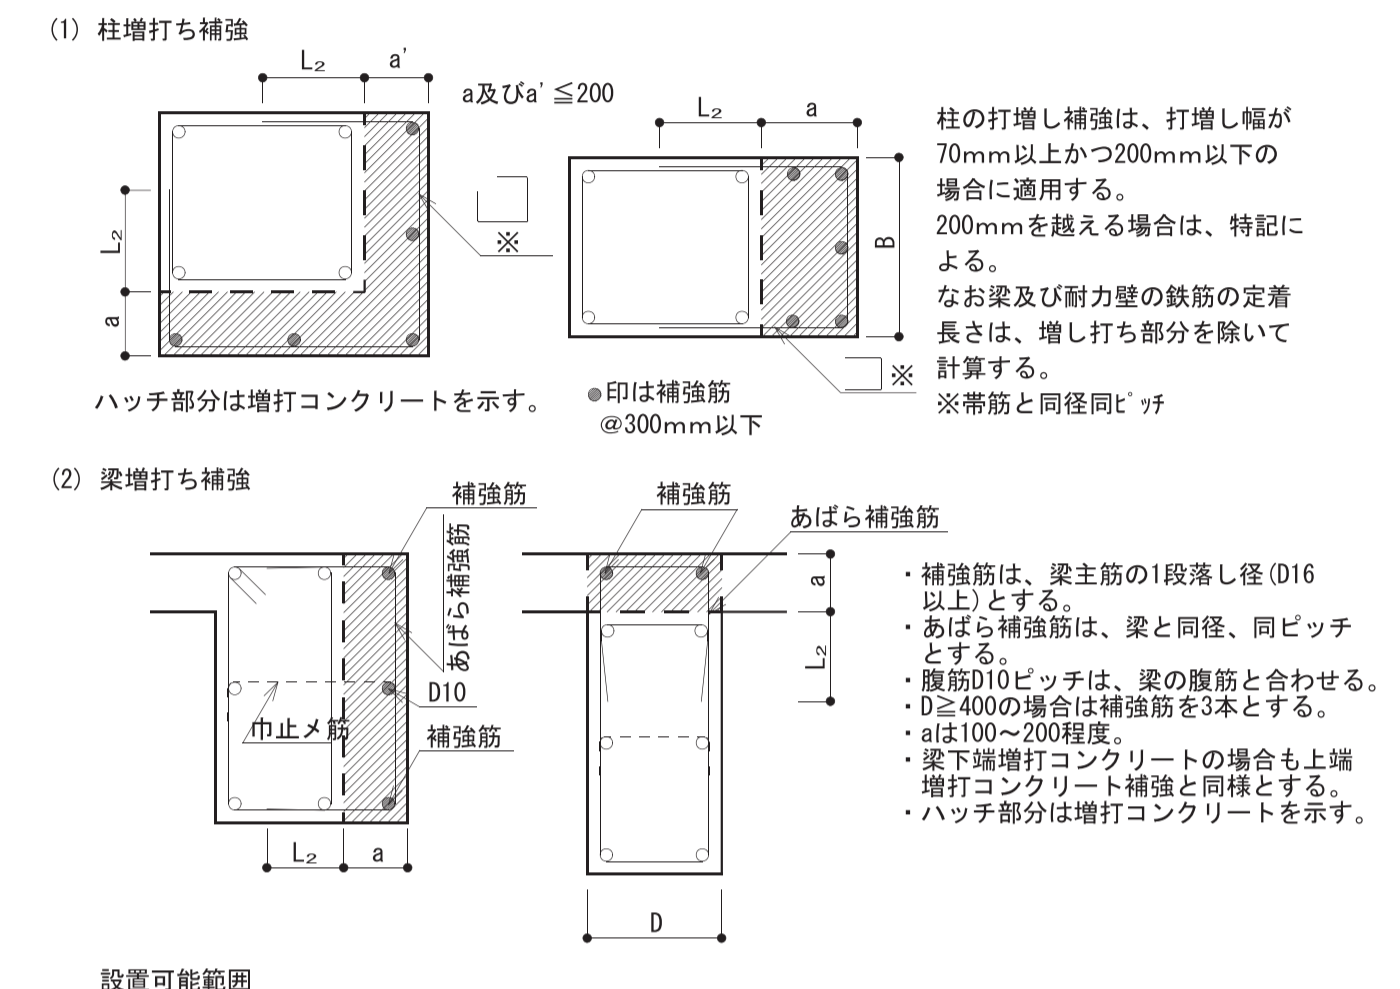 (1) 柱増打ち補強
L₂
a'
a及びa'≦200
L₂
a
※
L₂
a
B
※
ハッチ部分は増打コンクリートを示す。
●印は補強筋
@300mm以下
柱の打増し補強は、打増し幅が
70mm以上かつ200mm以下の
場合に適用する。
200mmを越える場合は、特記に
よる。
なお梁及び耐力壁の鉄筋の定着
長さは、増し打ち部分を除いて
計算する。
※帯筋と同径同ﾋﾟｯﾁ
(2) 梁増打ち補強
補強筋
あばら補強筋
D10
巾止メ筋
補強筋
L₂
a
補強筋
あばら補強筋
a
L₂
D
・補強筋は、梁主筋の1段落し径(D16
以上)とする。
・あばら補強筋は、梁と同径、同ピッチ
とする。
・腹筋D10ピッチは、梁の腹筋と合わせる。
・D≧400の場合は補強筋を3本とする。
・aは100～200程度。
・梁下端増打コンクリートの場合も上端
増打コンクリート補強と同様とする。
・ハッチ部分は増打コンクリートを示す。
設置可能範囲